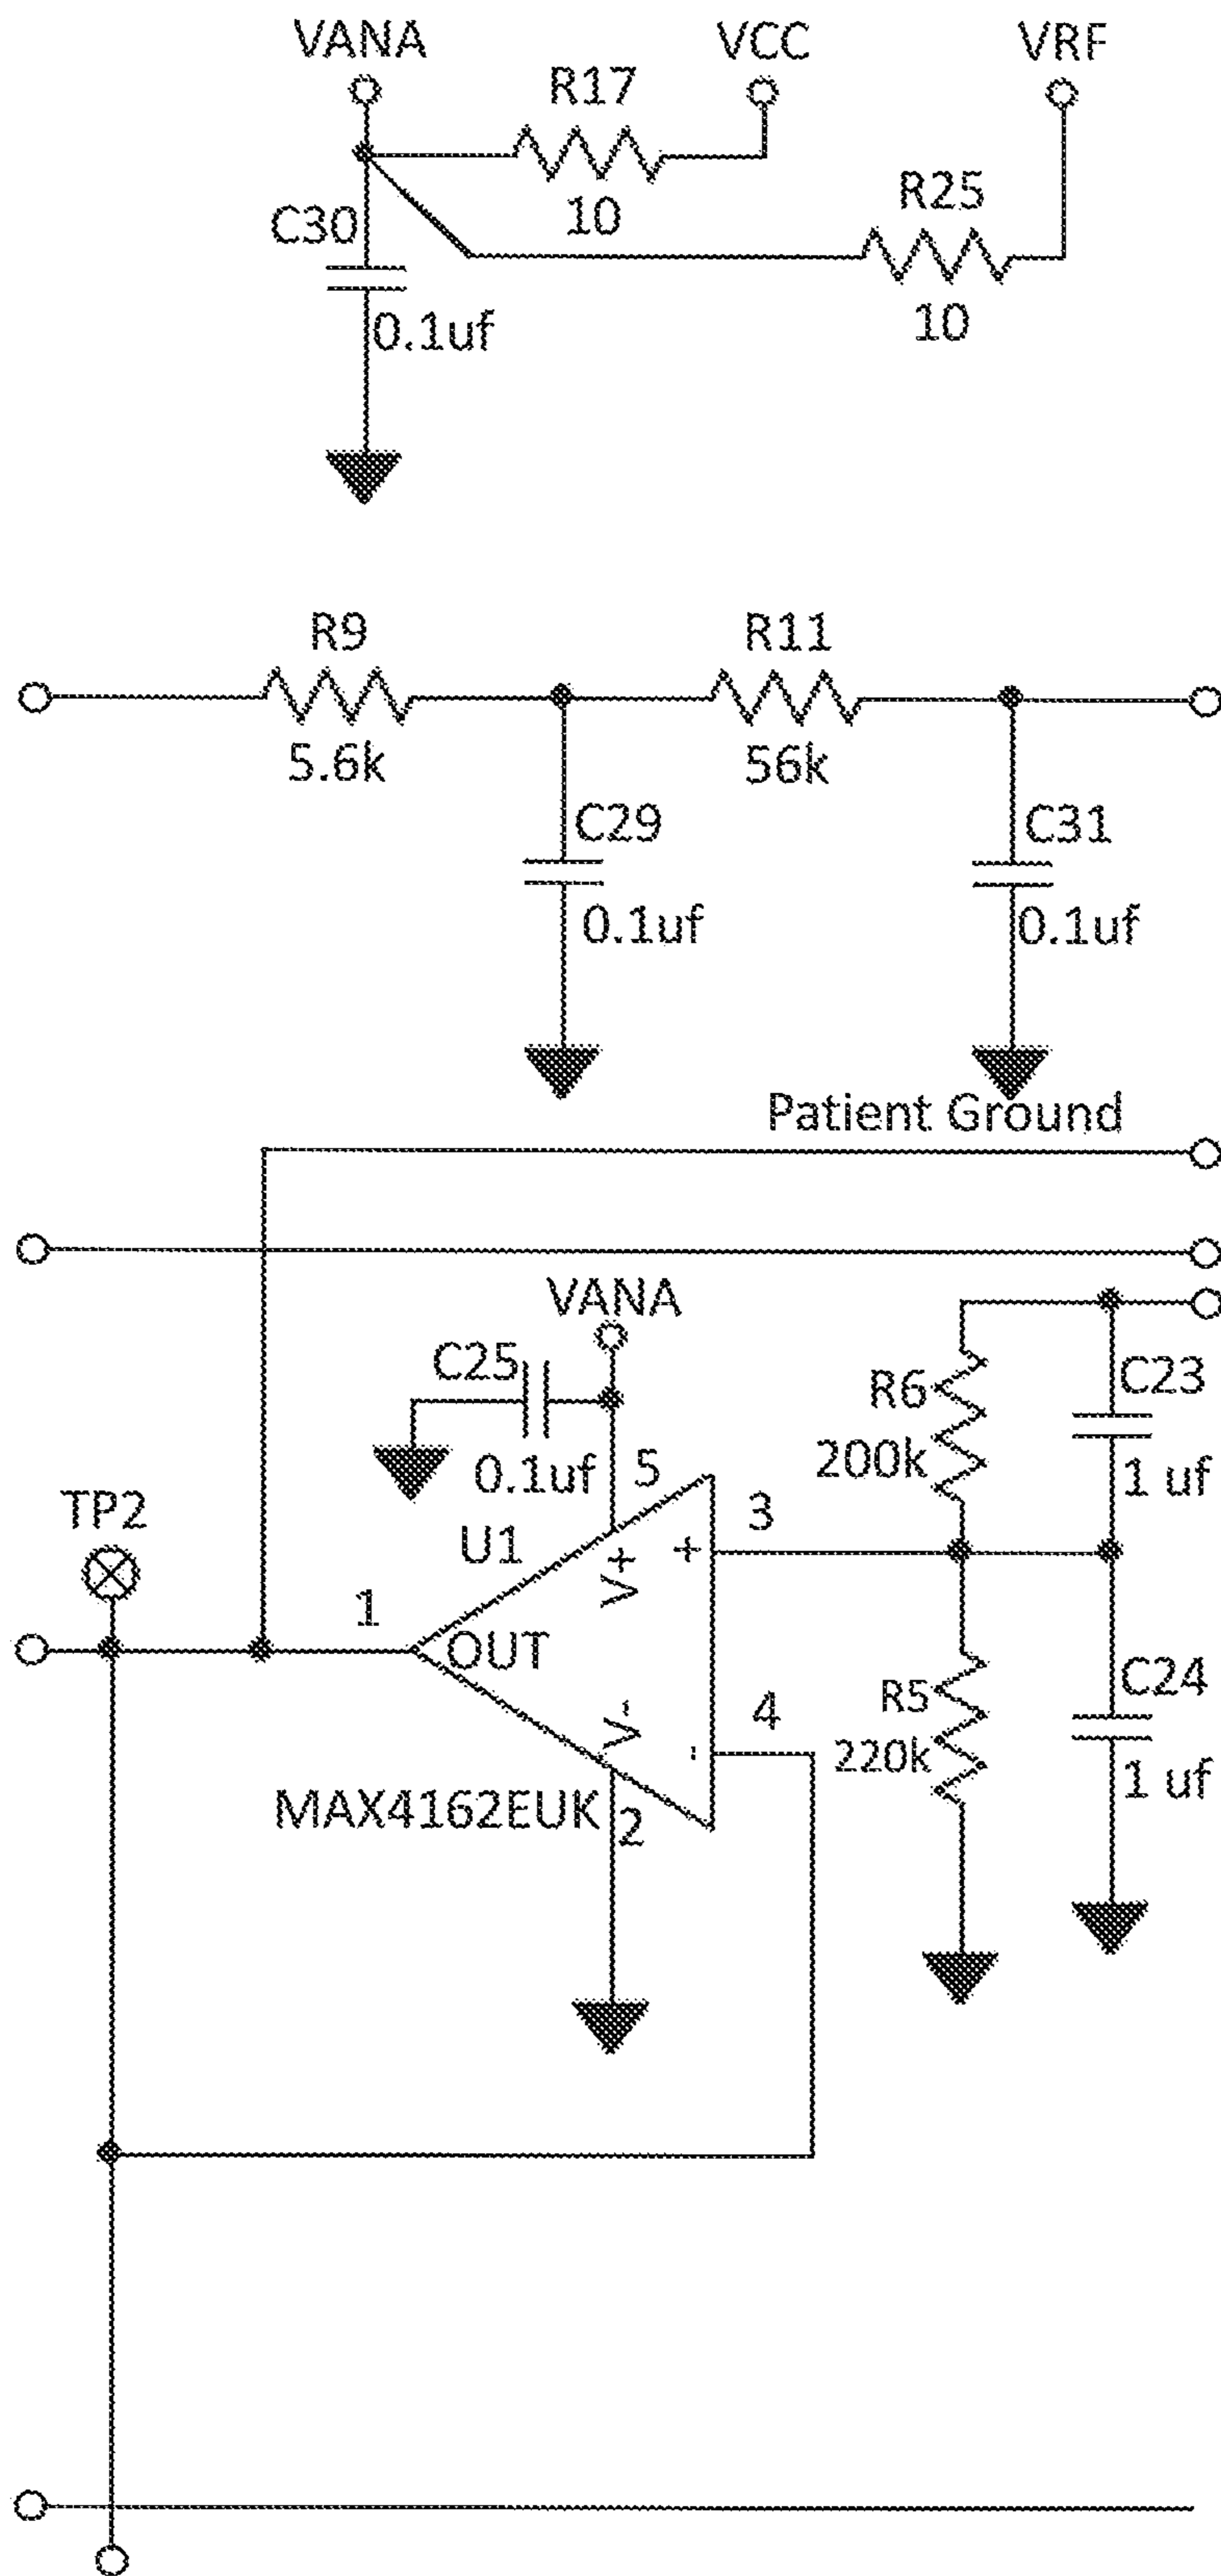 VANA
VCC
VRF
R17
10
R25
10
C30
0.1uf
R9
5.6k
R11
56k
C29
0.1uf
C31
0.1uf
Patient Ground
VANA
C25
0.1uf
5
R6
200k
C23
1 uf
TP2
U1
3
V+
+
1
OUT
V-
-
4
R5
220k
C24
1 uf
MAX4162EUK
2